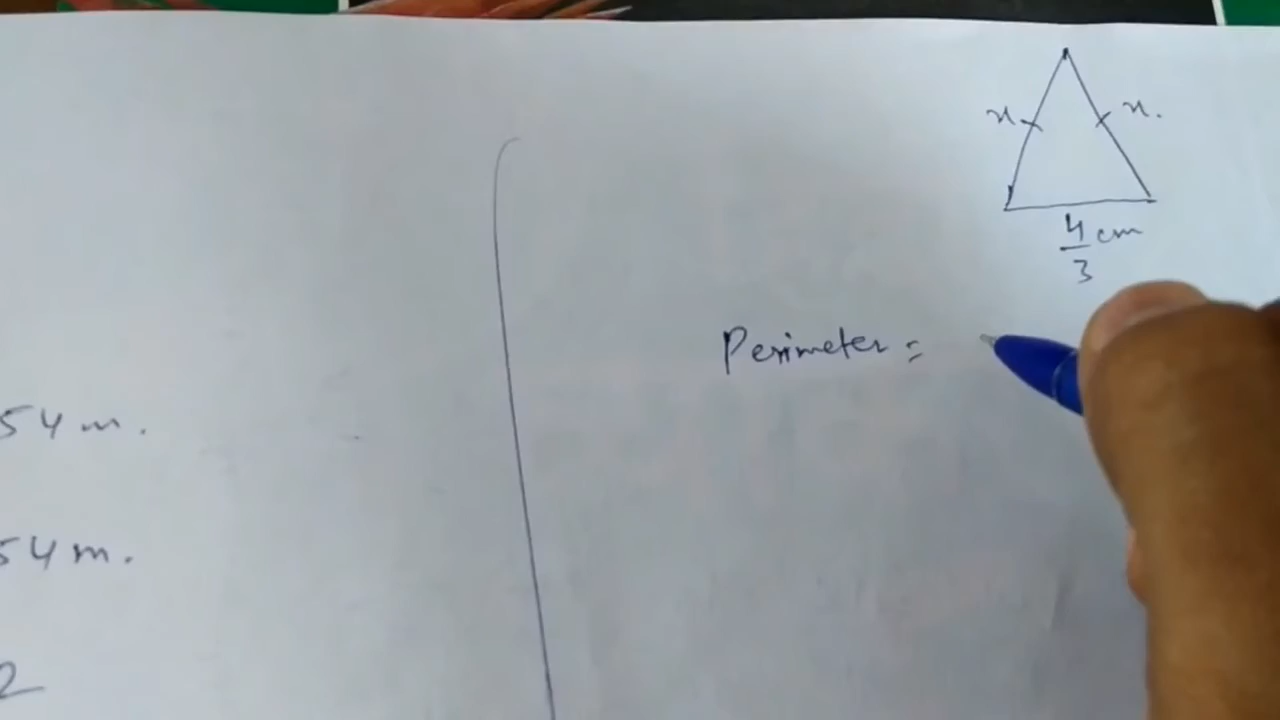 x x.
4/3 cm
Perimeter =
54 m.
54 m.
2